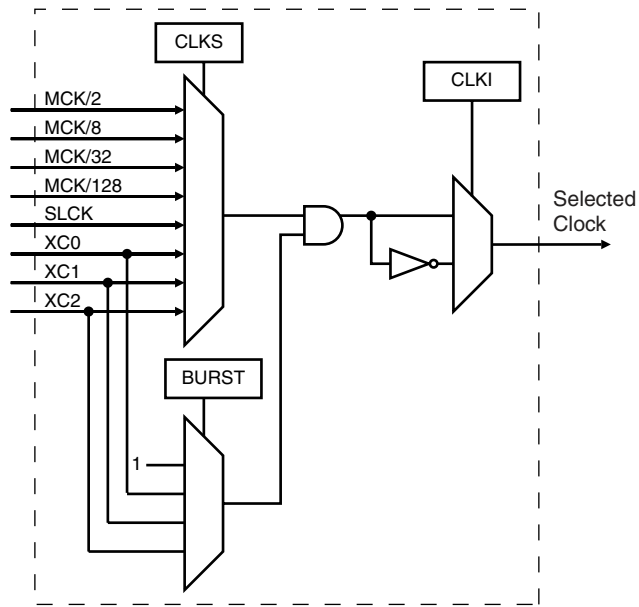 CLKS
CLKI
MCK/2
MCK/8
MCK/32
MCK/128
SLCK
XC0
XC1
XC2
Selected
Clock
BURST
1